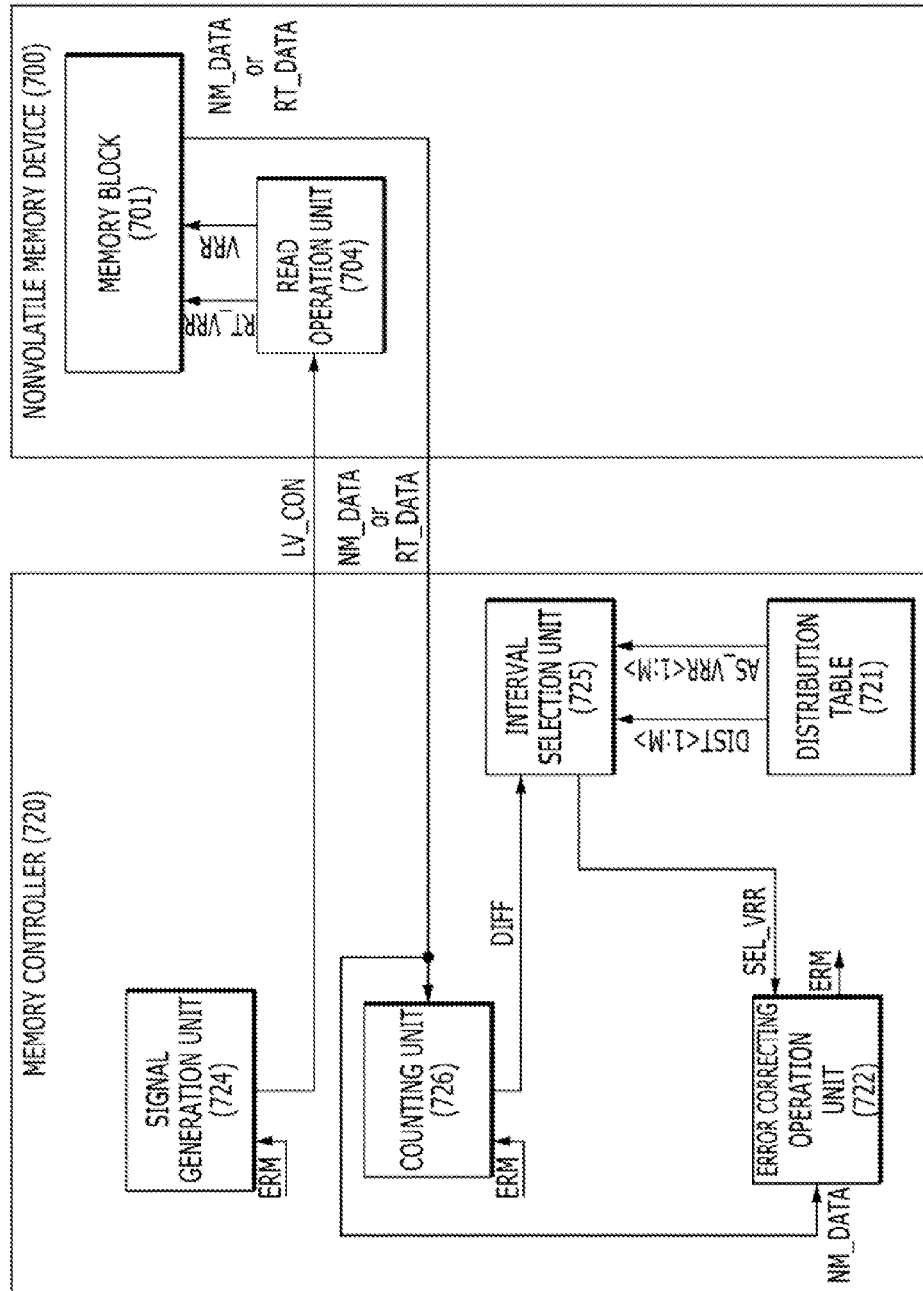 MEMORY CONTROLLER (720)
SIGNAL
GENERATION UNIT
(724)
ERM
LV_CON
COUNTING UNIT
(726)
ERM
NM_DATA
or
RT_DATA
DIFF
ERROR CORRECTING
OPERATION
UNIT
(722)
NM_DATA
ERM
SEL_VRR
INTERVAL
SELECTION UNIT
(725)
DIST<1:M>
AS_VRR<1:M>
DISTRIBUTION
TABLE
(721)
NONVOLATILE MEMORY DEVICE (700)
MEMORY BLOCK
(701)
RT_VRR
VRR
READ
OPERATION UNIT
(704)
NM_DATA
or
RT_DATA